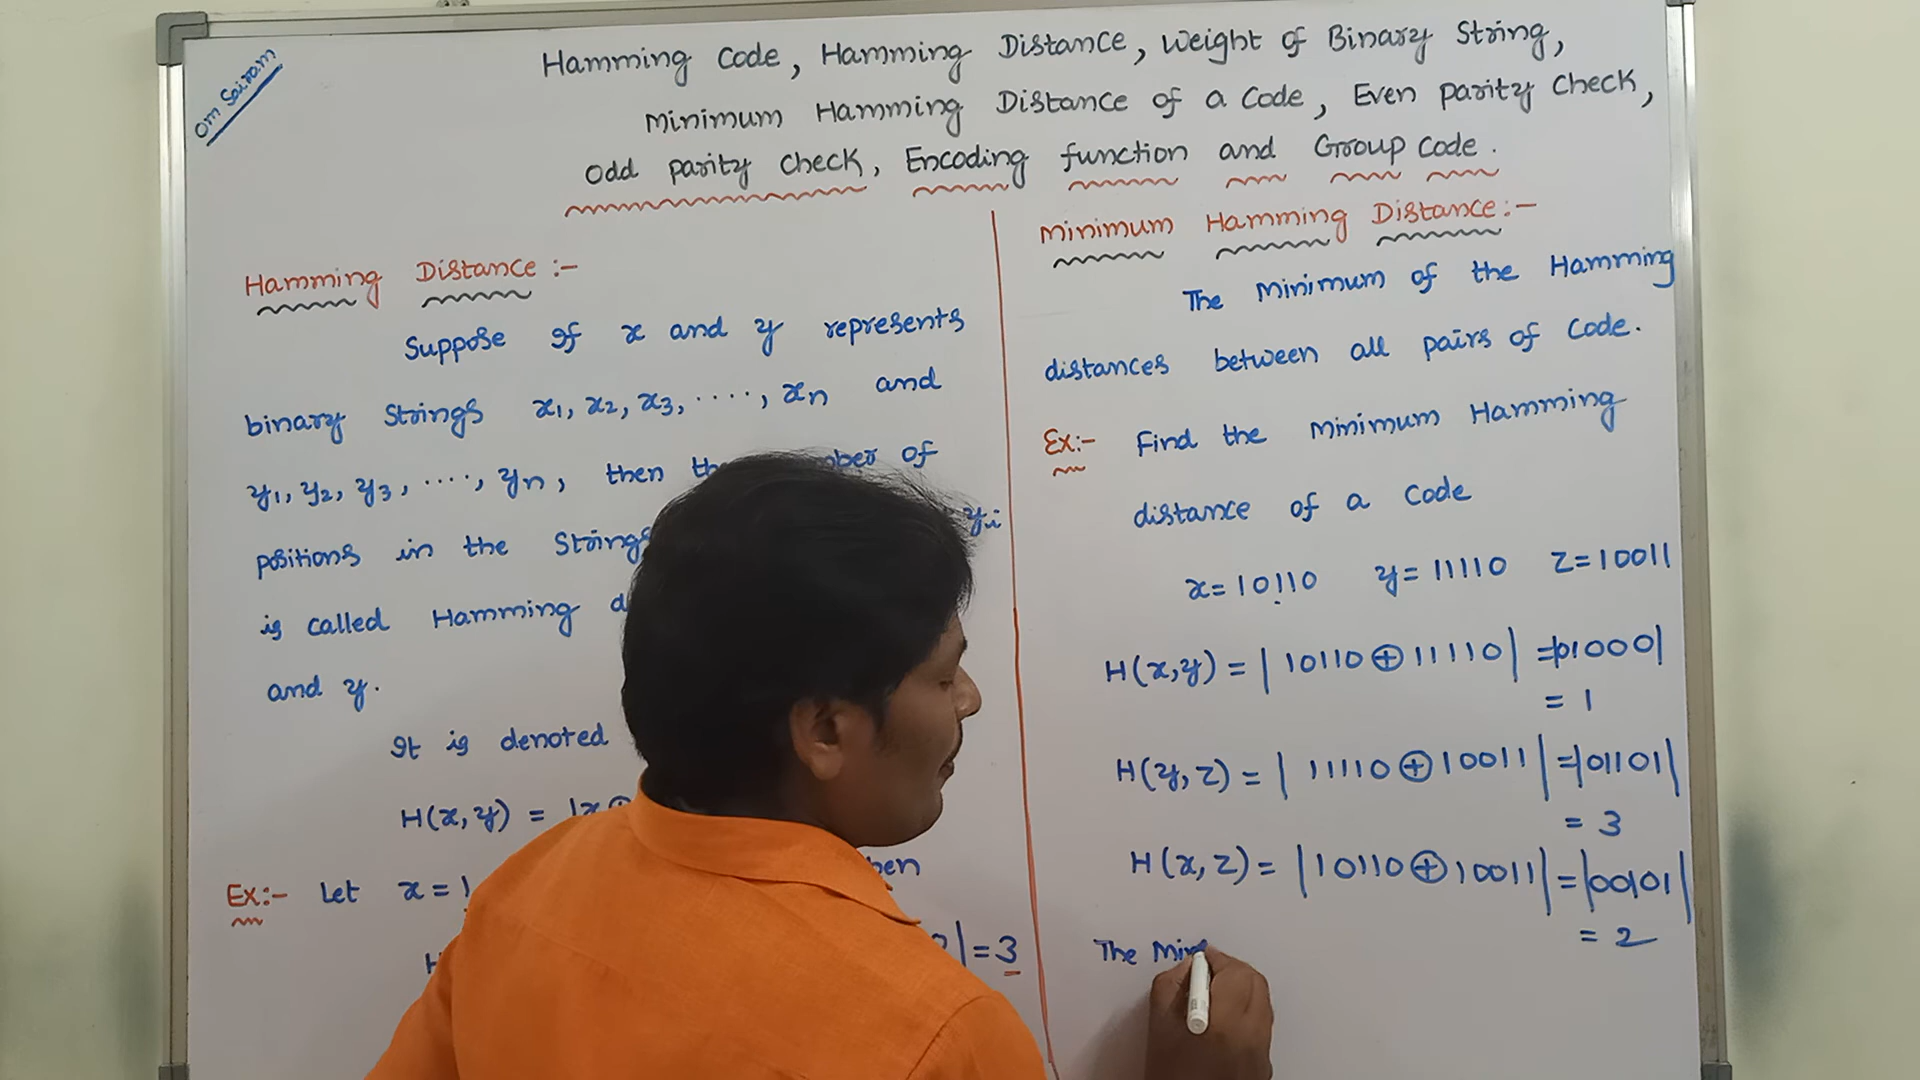 Om Sairam
Hamming Code, Hamming Distance, Weight of Binary String,
Minimum Hamming Distance of a Code, Even parity check,
Odd parity check, Encoding function and Group code.
Hamming Distance :-
Suppose If x and y represents
binary Strings x1, x2, x3, ....., xn and
y1, y2, y3, ....., yn, then of
positions in the yi
is called Hamming
and y.
It is denoted
H(x,y) =
Ex:- Let x =
=3
Minimum Hamming Distance:-
The Minimum of the Hamming
distances between all pairs of Code.
Ex:- Find the Minimum Hamming
distance of a Code
x=10110 y=11110 z=10011
H(x,y) = | 10110 ⊕ 11110 | = |01000|
= 1
H(y,z) = | 11110 ⊕ 10011 | = |01101|
= 3
H(x,z) = |10110 ⊕ 10011| = |00101|
= 2
The